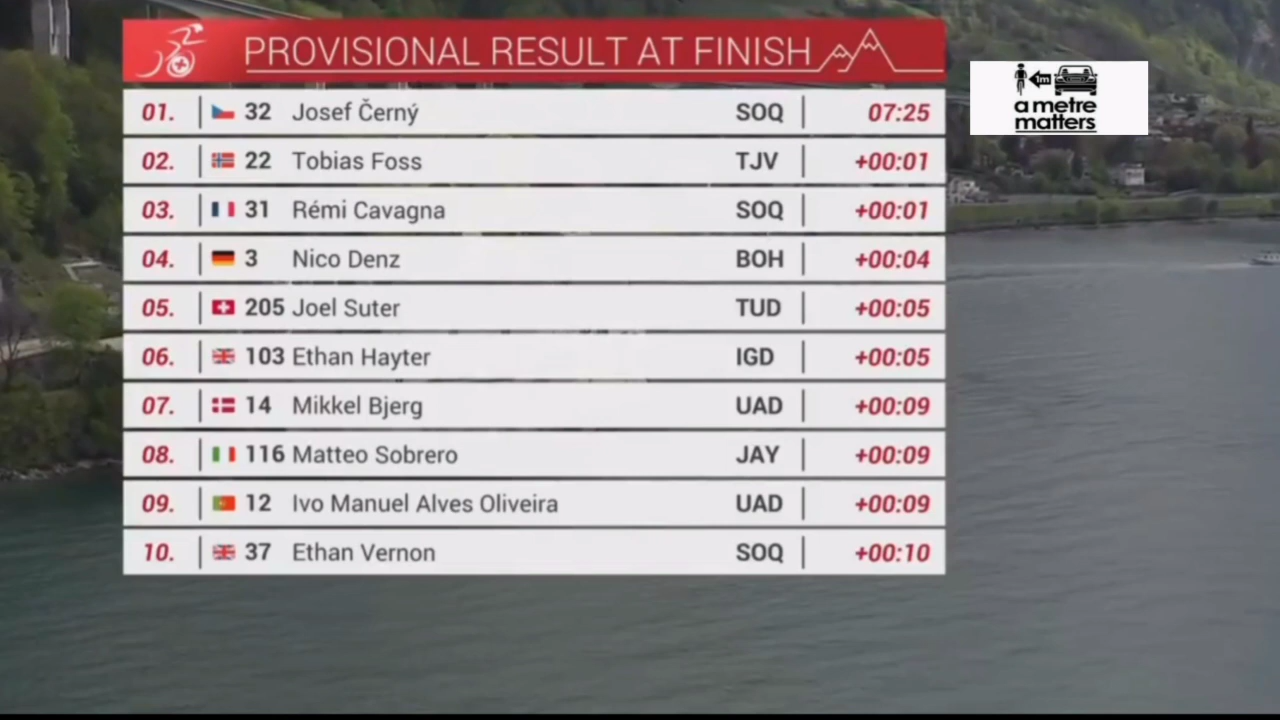 PROVISIONAL RESULT AT FINISH
1m
a metre
matters
01. 32 Josef Černý SOQ 07:25
02. 22 Tobias Foss TJV +00:01
03. 31 Rémi Cavagna SOQ +00:01
04. 3 Nico Denz BOH +00:04
05. 205 Joel Suter TUD +00:05
06. 103 Ethan Hayter IGD +00:05
07. 14 Mikkel Bjerg UAD +00:09
08. 116 Matteo Sobrero JAY +00:09
09. 12 Ivo Manuel Alves Oliveira UAD +00:09
10. 37 Ethan Vernon SOQ +00:10